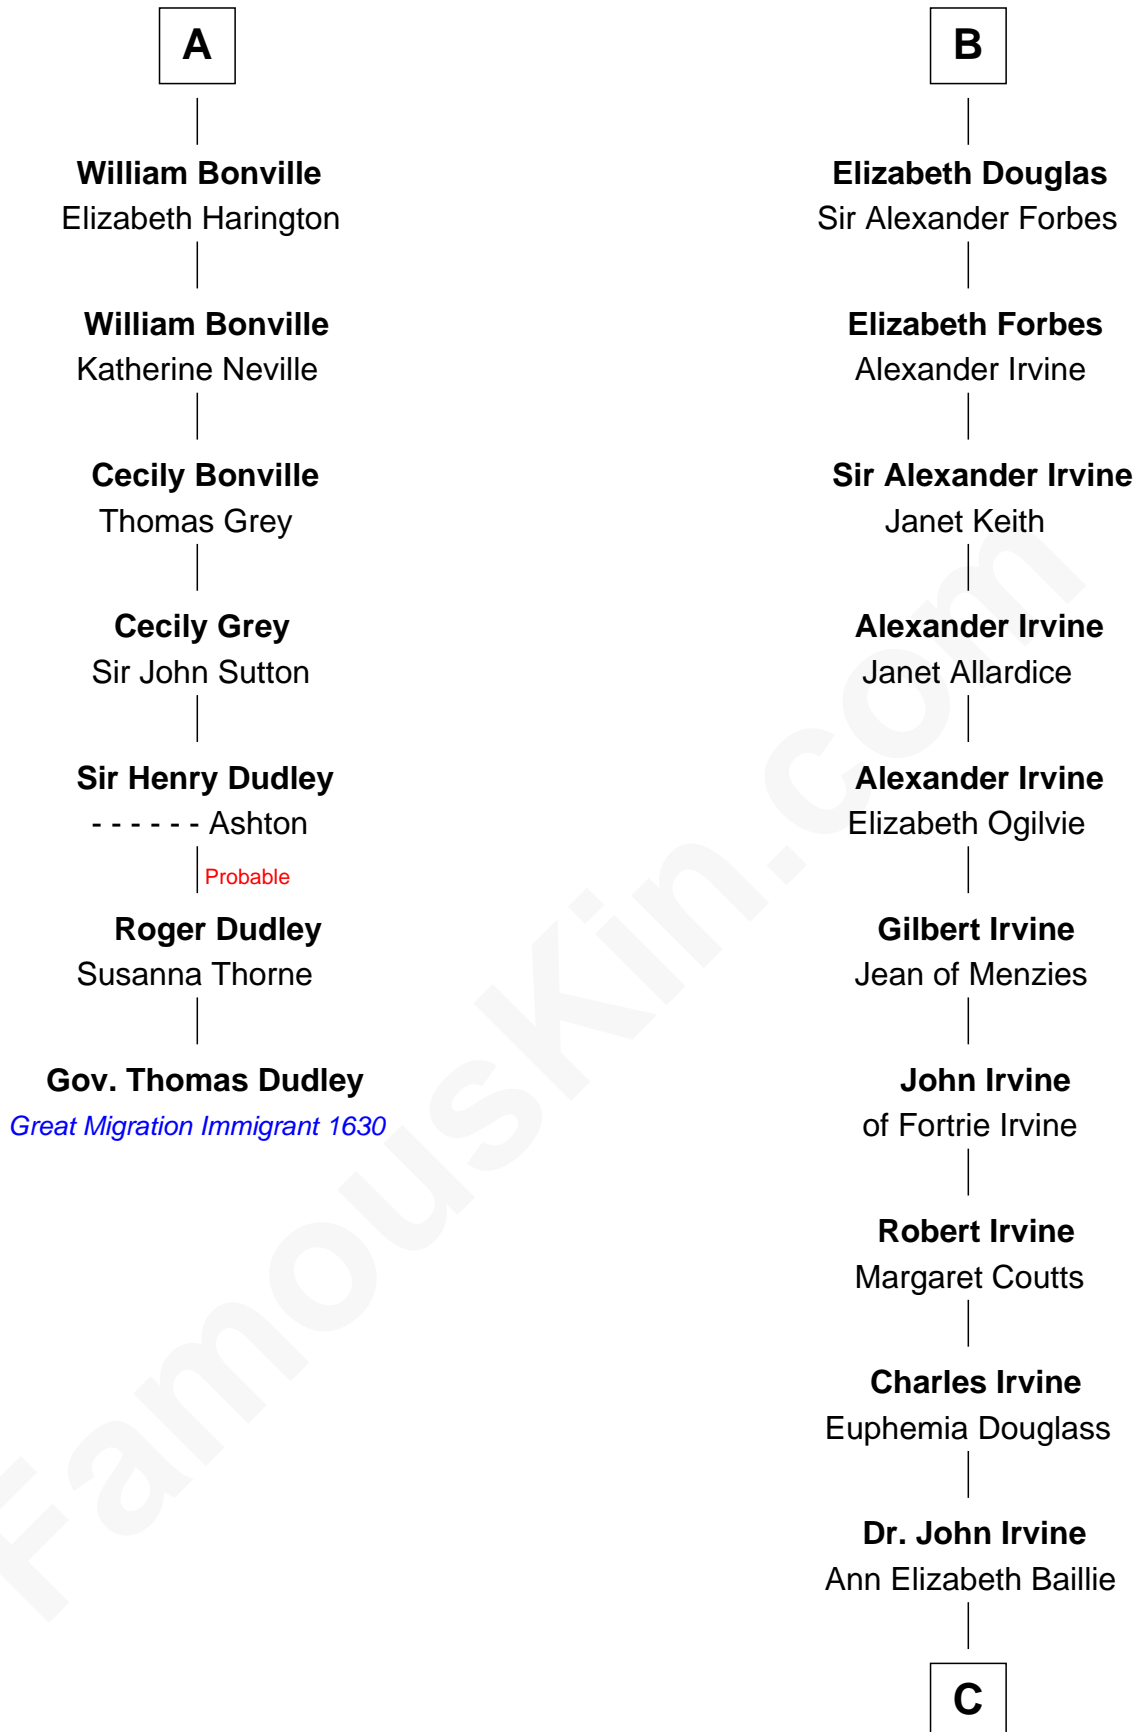 A
William Bonville
Elizabeth Harington
William Bonville
Katherine Neville
Cecily Bonville
Thomas Grey
Cecily Grey
Sir John Sutton
Sir Henry Dudley
- - - - - - Ashton
Probable
Roger Dudley
Susanna Thorne
Gov. Thomas Dudley
Great Migration Immigrant 1630
B
Elizabeth Douglas
Sir Alexander Forbes
Elizabeth Forbes
Alexander Irvine
Sir Alexander Irvine
Janet Keith
Alexander Irvine
Janet Allardice
Alexander Irvine
Elizabeth Ogilvie
Gilbert Irvine
Jean of Menzies
John Irvine
of Fortrie Irvine
Robert Irvine
Margaret Coutts
Charles Irvine
Euphemia Douglass
Dr. John Irvine
Ann Elizabeth Baillie
C
FamousKin.com